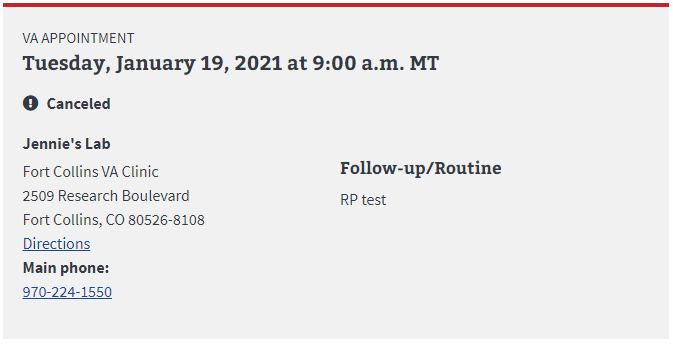 VA APPOINTMENT
Tuesday, January 19, 2021 at 9:00 a.m. MT
Canceled
Jennie's Lab
Fort Collins VA Clinic
2509 Research Boulevard
Fort Collins, CO 80526-8108
Directions
Main phone:
970-224-1550
Follow-up/Routine
RP test